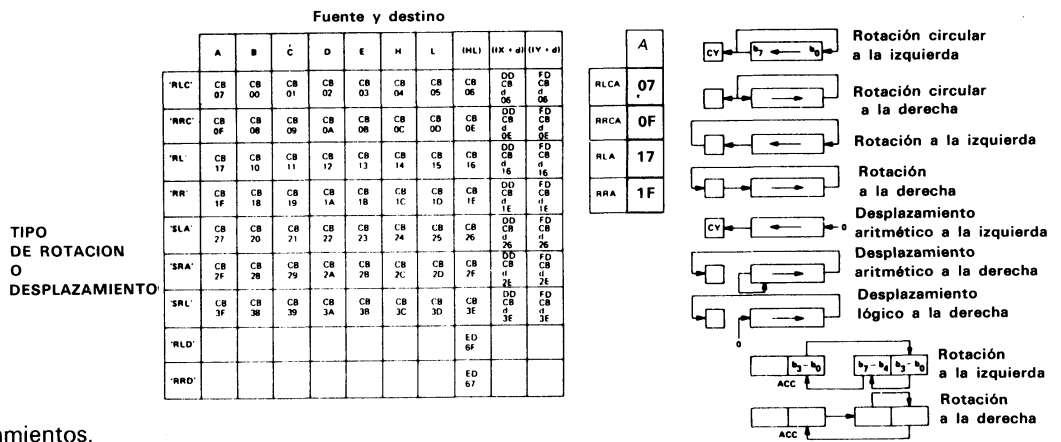 Fuente y destino
A B C D E H L (HL) (IX + d) (IY + d)
'RLC' CB 07 CB 00 CB 01 CB 02 CB 03 CB 04 CB 05 CB 06 DD CB d 06 FD CB d 06
'RRC' CB 0F CB 08 CB 09 CB 0A CB 0B CB 0C CB 0D CB 0E DD CB d 0E FD CB d 0E
'RL' CB 17 CB 10 CB 11 CB 12 CB 13 CB 14 CB 15 CB 16 DD CB d 16 FD CB d 16
'RR' CB 1F CB 18 CB 19 CB 1A CB 1B CB 1C CB 1D CB 1E DD CB d 1E FD CB d 1E
'SLA' CB 27 CB 20 CB 21 CB 22 CB 23 CB 24 CB 25 CB 26 DD CB d 26 FD CB d 26
'SRA' CB 2F CB 28 CB 29 CB 2A CB 2B CB 2C CB 2D CB 2F DD CB d 2E FD CB d 2E
'SRL' CB 3F CB 38 CB 39 CB 3A CB 3B CB 3C CB 3D CB 3E DD CB d 3E FD CB d 3E
'RLD' ED 6F
'RRD' ED 67
TIPO
DE ROTACION
O
DESPLAZAMIENTO
A
RLCA 07
RRCA 0F
RLA 17
RRA 1F
CY b7 b0
Rotación circular
a la izquierda
Rotación circular
a la derecha
Rotación a la izquierda
Rotación
a la derecha
CY 0
Desplazamiento
aritmético a la izquierda
Desplazamiento
aritmético a la derecha
Desplazamiento
lógico a la derecha
0
b3 - b0 b7 - b4 b3 - b0
ACC
Rotación
a la izquierda
Rotación
a la derecha
ACC
mientos.